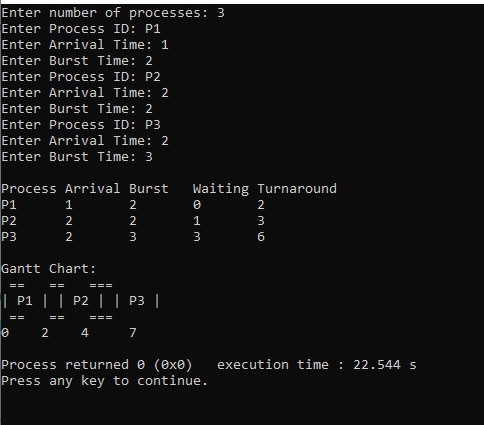 Enter number of processes: 3
Enter Process ID: P1
Enter Arrival Time: 1
Enter Burst Time: 2
Enter Process ID: P2
Enter Arrival Time: 2
Enter Burst Time: 2
Enter Process ID: P3
Enter Arrival Time: 2
Enter Burst Time: 3

Process Arrival Burst   Waiting Turnaround
P1      1       2       0       2
P2      2       2       1       3
P3      2       3       3       6

Gantt Chart:
 ==   ==   ===
| P1 | | P2 | | P3 |
 ==   ==   ===
0    2    4     7

Process returned 0 (0x0)   execution time : 22.544 s
Press any key to continue.